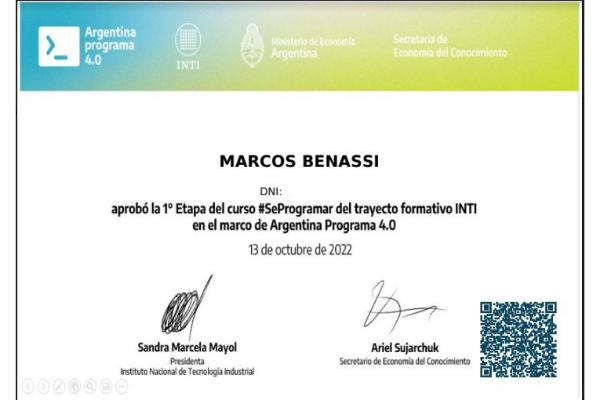 Argentina
programa
4.0
INTI
Ministerio de Economía
Argentina
Secretaría de
Economía del Conocimiento
MARCOS BENASSI
DNI:
aprobó la 1° Etapa del curso #SeProgramar del trayecto formativo INTI
en el marco de Argentina Programa 4.0
13 de octubre de 2022
Sandra Marcela Mayol
Presidenta
Instituto Nacional de Tecnología Industrial
Ariel Sujarchuk
Secretario de Economía del Conocimiento